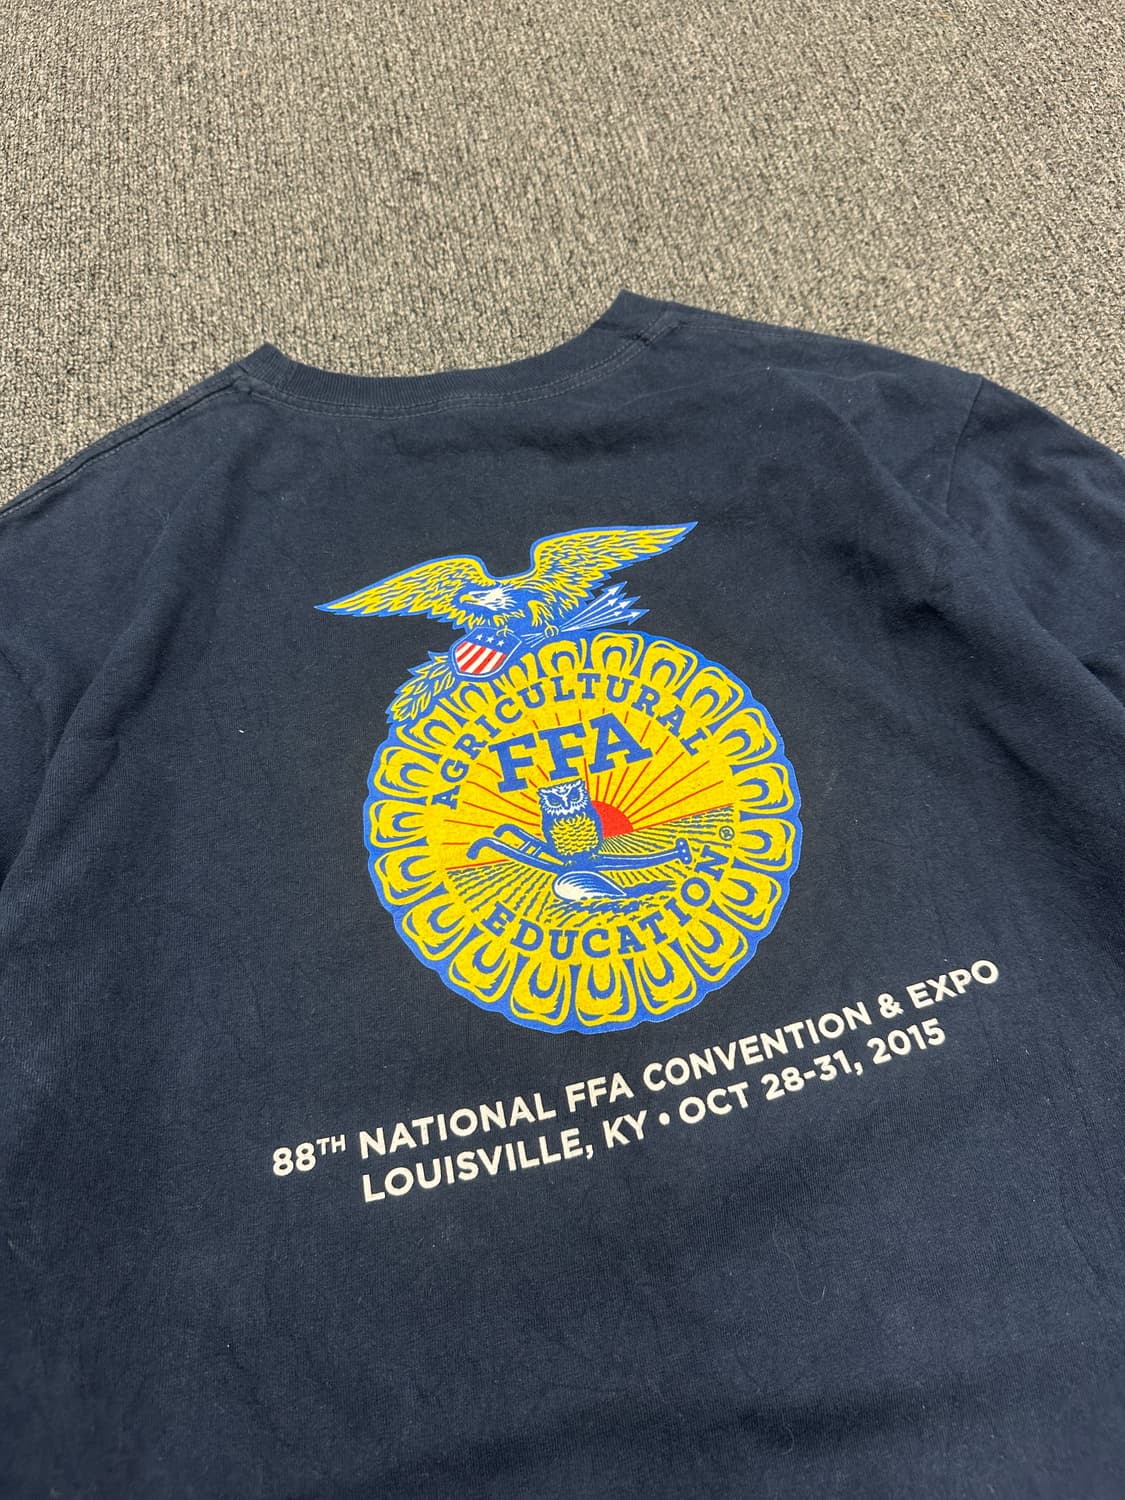 AGRICULTURAL
FFA
®
EDUCATION
88TH NATIONAL FFA CONVENTION & EXPO
LOUISVILLE, KY • OCT 28-31, 2015